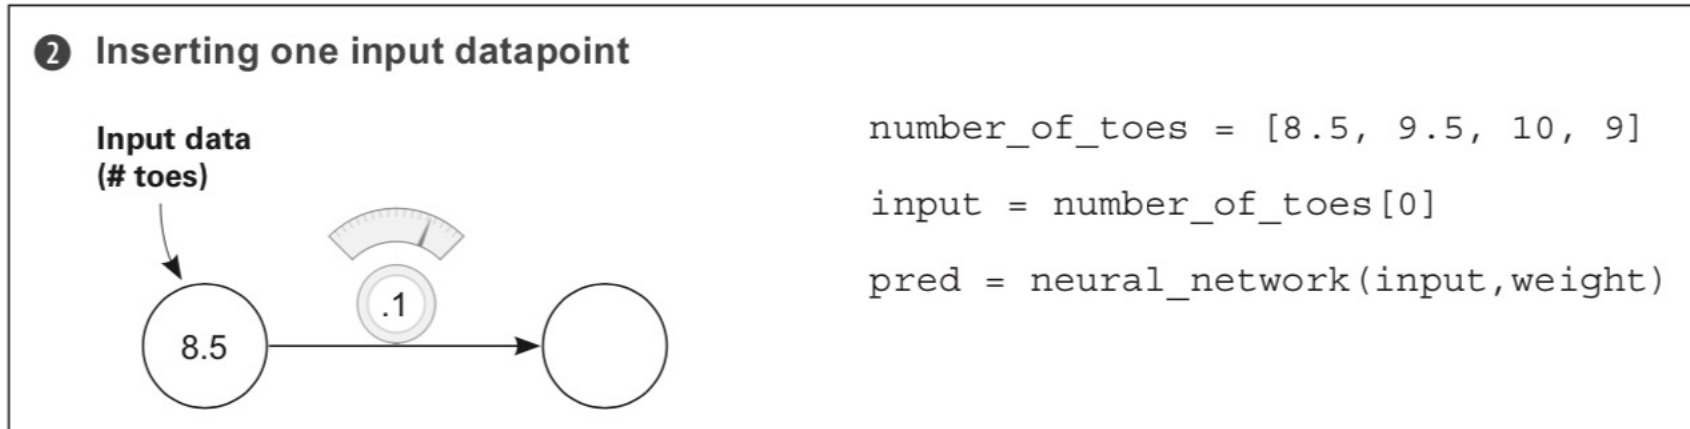 2 Inserting one input datapoint
Input data
(# toes)
8.5
.1
number_of_toes = [8.5, 9.5, 10, 9]
input = number_of_toes[0]
pred = neural_network(input,weight)